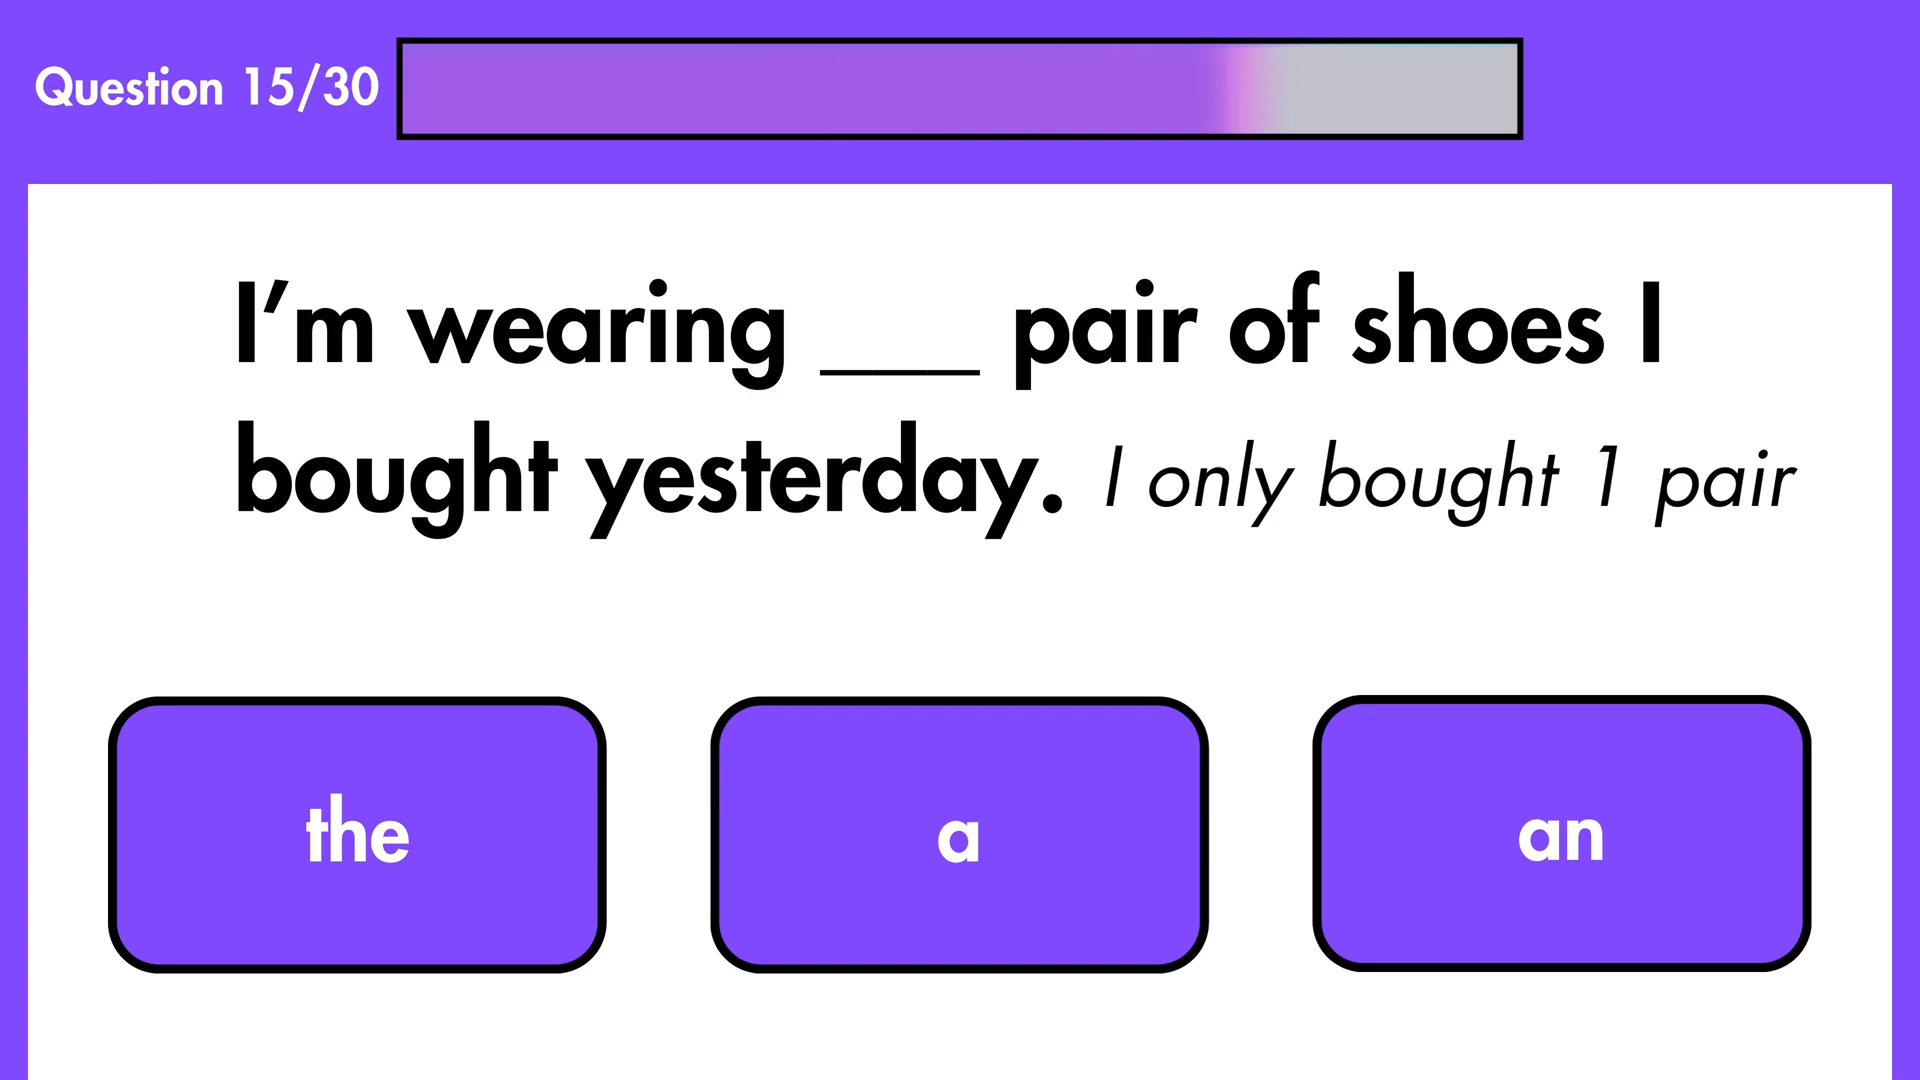 Question 15/30
I’m wearing ___ pair of shoes I
bought yesterday. I only bought 1 pair
the
a
an